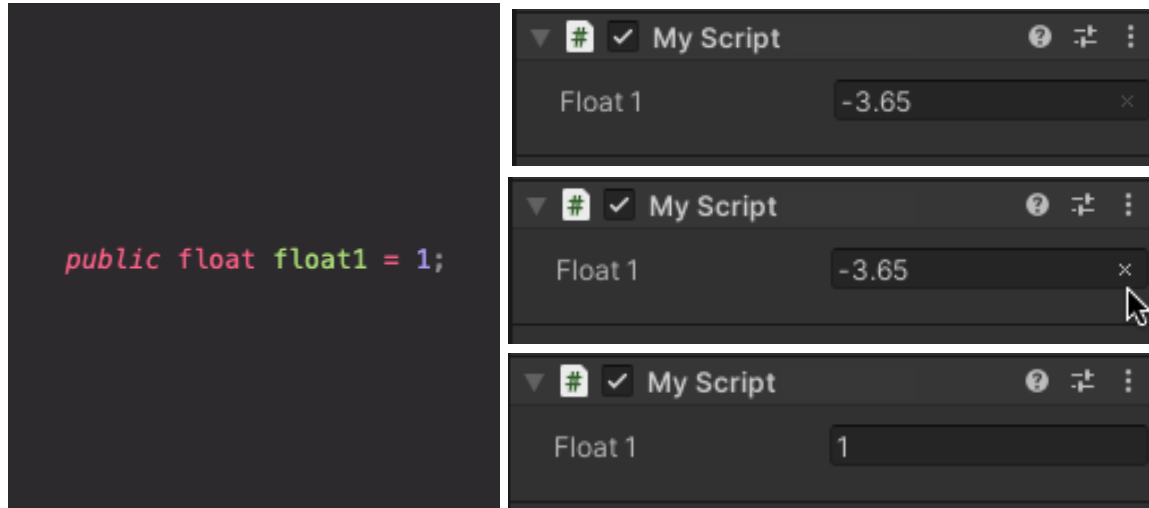 public float float1 = 1;
# My Script
Float 1
-3.65
# My Script
Float 1
-3.65
# My Script
Float 1
1